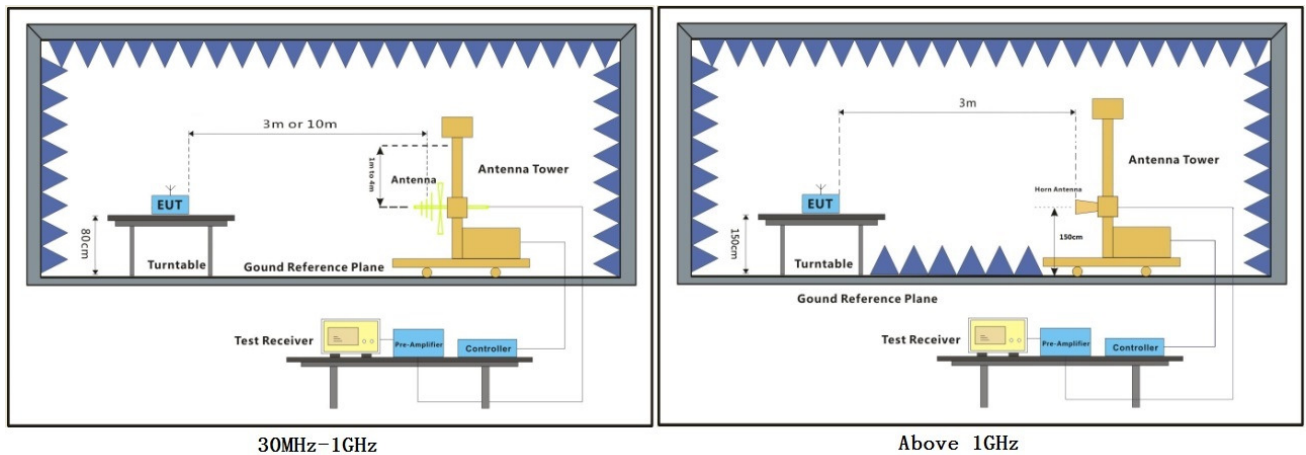 3m or 10m
1m to 4m
Antenna
Antenna Tower
EUT
80cm
Turntable
Gound Reference Plane
Test Receiver
Pre-Amplifier
Controller
30MHz-1GHz
3m
Antenna Tower
Horn Antenna
EUT
150cm
150cm
Turntable
Gound Reference Plane
Test Receiver
Pre-Amplifier
Controller
Above 1GHz